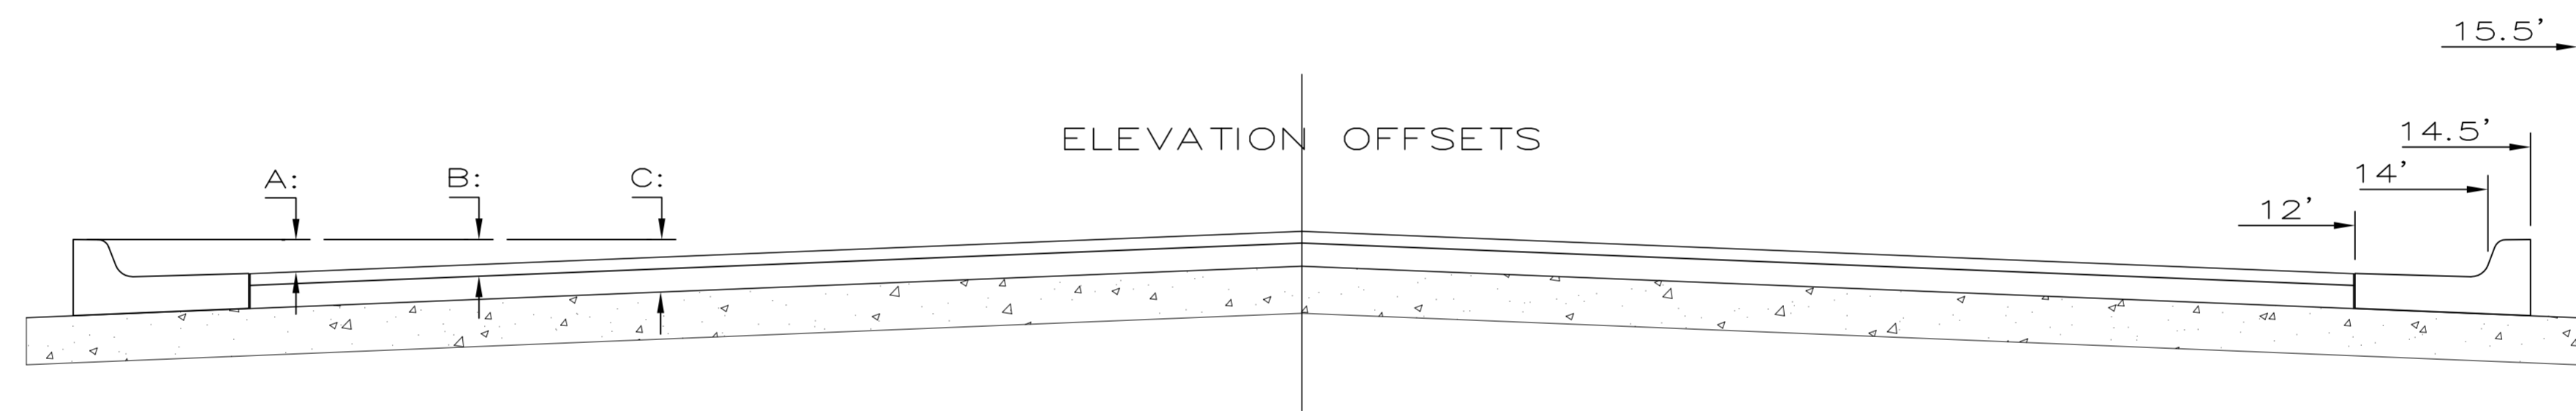 15.5’
ELEVATION OFFSETS
14.5’
A: B: C:
14’
12’